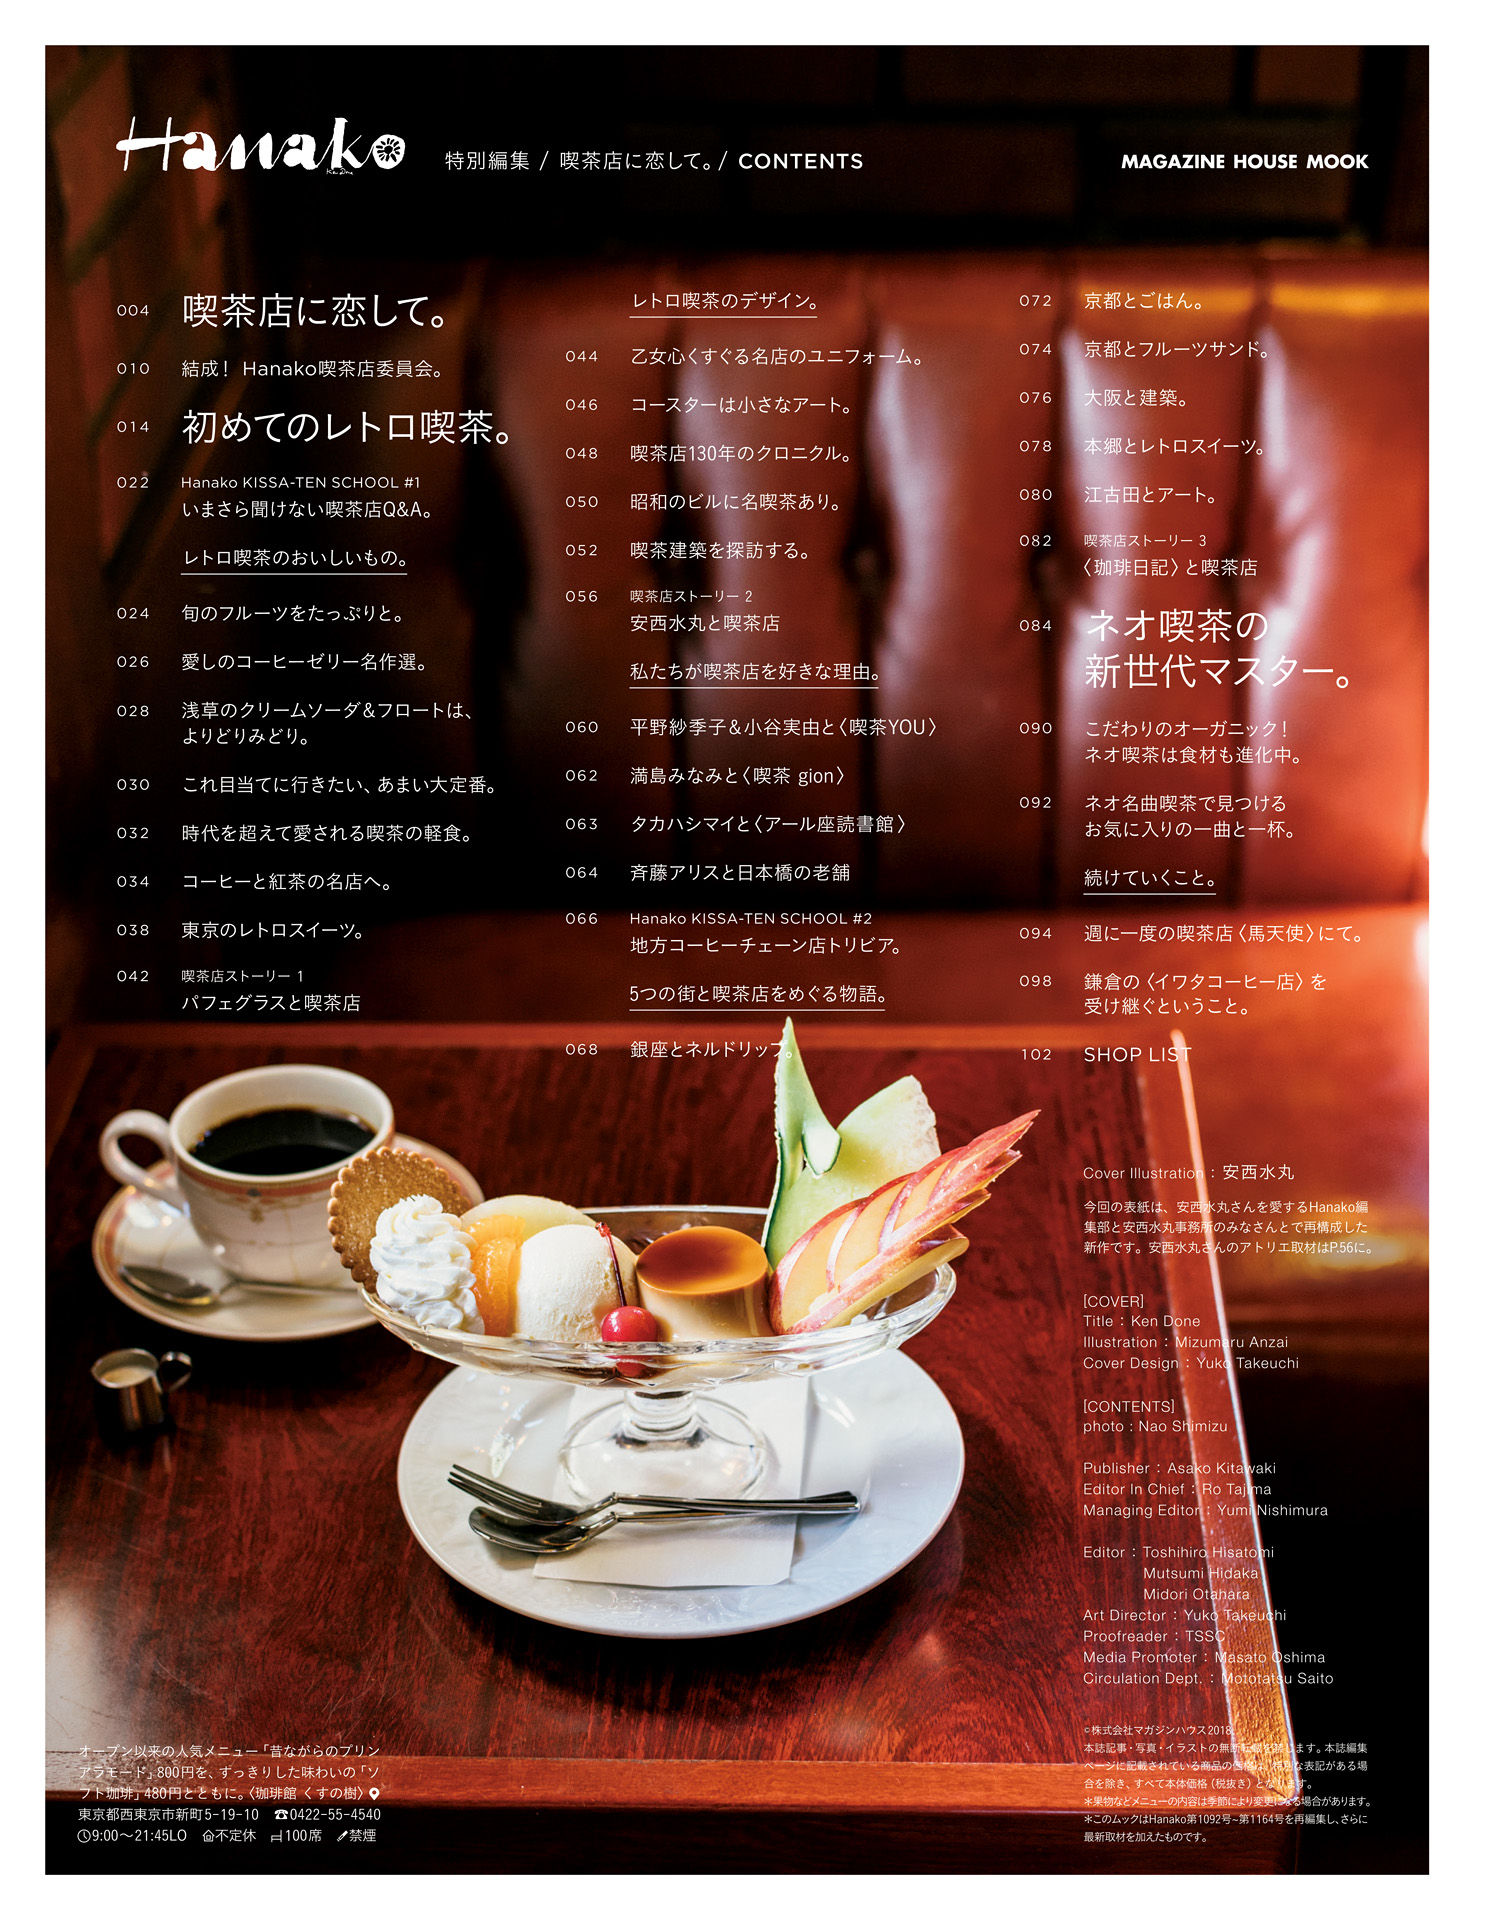 Hanako
特別編集 / 喫茶店に恋して。/ CONTENTS
MAGAZINE HOUSE MOOK
004 喫茶店に恋して。
010 結成！ Hanako喫茶店委員会。
014 初めてのレトロ喫茶。
022 Hanako KISSA-TEN SCHOOL #1
いまさら聞けない喫茶店Q&A。
レトロ喫茶のおいしいもの。
024 旬のフルーツをたっぷりと。
026 愛しのコーヒーゼリー名作選。
028 浅草のクリームソーダ＆フロートは、
よりどりみどり。
030 これ目当てに行きたい、あまい大定番。
032 時代を超えて愛される喫茶の軽食。
034 コーヒーと紅茶の名店へ。
038 東京のレトロスイーツ。
042 喫茶店ストーリー 1
パフェグラスと喫茶店
レトロ喫茶のデザイン。
044 乙女心くすぐる名店のユニフォーム。
046 コースターは小さなアート。
048 喫茶店130年のクロニクル。
050 昭和のビルに名喫茶あり。
052 喫茶建築を探訪する。
056 喫茶店ストーリー 2
安西水丸と喫茶店
私たちが喫茶店を好きな理由。
060 平野紗季子＆小谷実由と〈喫茶YOU〉
062 満島みなみと〈喫茶 gion〉
063 タカハシマイと〈アール座読書館〉
064 斉藤アリスと日本橋の老舗
066 Hanako KISSA-TEN SCHOOL #2
地方コーヒーチェーン店トリビア。
5つの街と喫茶店をめぐる物語。
068 銀座とネルドリップ。
072 京都とごはん。
074 京都とフルーツサンド。
076 大阪と建築。
078 本郷とレトロスイーツ。
080 江古田とアート。
082 喫茶店ストーリー 3
〈珈琲日記〉と喫茶店
084 ネオ喫茶の
新世代マスター。
090 こだわりのオーガニック！
ネオ喫茶は食材も進化中。
092 ネオ名曲喫茶で見つける
お気に入りの一曲と一杯。
続けていくこと。
094 週に一度の喫茶店〈馬天使〉にて。
098 鎌倉の〈イワタコーヒー店〉を
受け継ぐということ。
102 SHOP LIST
Cover Illustration：安西水丸
今回の表紙は、安西水丸さんを愛するHanako編
集部と安西水丸事務所のみなさんとで再構成した
新作です。安西水丸さんのアトリエ取材はP.56に。
[COVER]
Title：Ken Done
Illustration：Mizumaru Anzai
Cover Design：Yuko Takeuchi
[CONTENTS]
photo : Nao Shimizu
Publisher：Asako Kitawaki
Editor In Chief：Ro Tajima
Managing Editor：Yumi Nishimura
Editor：Toshihiro Hisatomi
Mutsumi Hidaka
Midori Otahara
Art Director：Yuko Takeuchi
Proofreader：TSSC
Media Promoter：Masato Oshima
Circulation Dept.：Mototatsu Saito
©株式会社マガジンハウス2018
本誌記事・写真・イラストの無断転載を禁じます。本誌編集
ページに記載されている商品の価格は、特別な表記がある場
合を除き、すべて本体価格（税抜き）となります。
＊果物などメニューの内容は季節により変更になる場合があります。
＊このムックはHanako第1092号~第1164号を再編集し、さらに
最新取材を加えたものです。
オープン以来の人気メニュー「昔ながらのプリン
アラモード」800円を、すっきりした味わいの「ソ
フト珈琲」480円とともに。〈珈琲館 くすの樹〉
東京都西東京市新町5-19-10 ☎0422-55-4540
9:00〜21:45LO 不定休 100席 禁煙